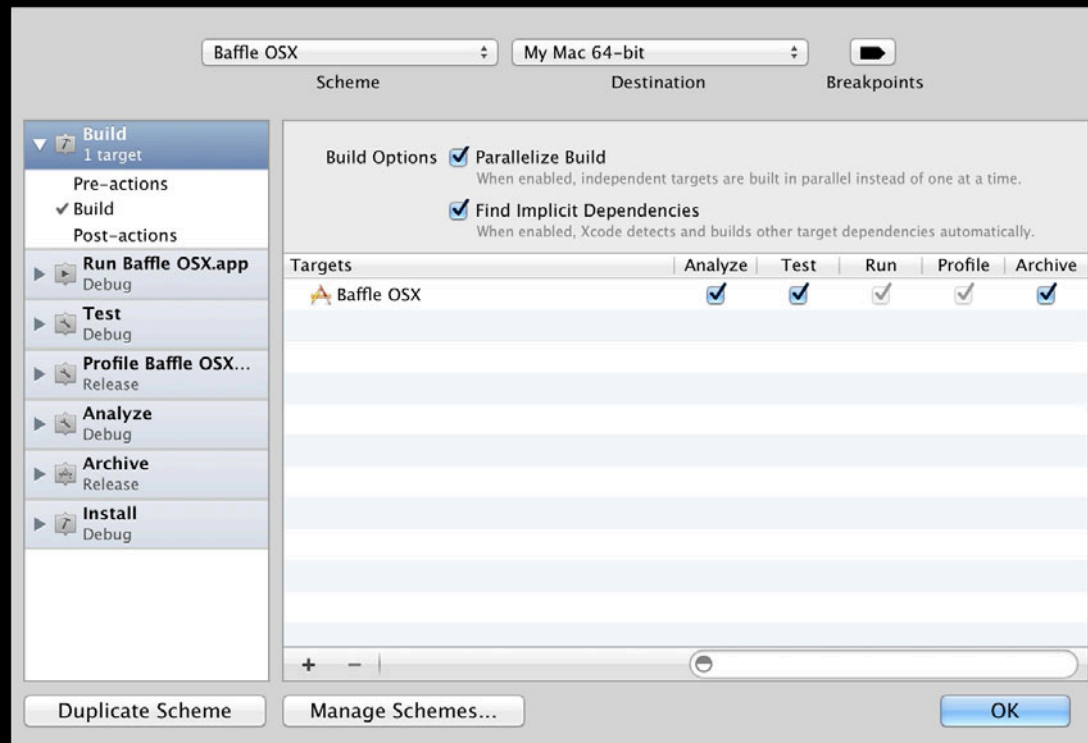 Baffle OSX
My Mac 64-bit
Scheme
Destination
Breakpoints
Build
1 target
Pre-actions
Build
Post-actions
Run Baffle OSX.app
Debug
Test
Debug
Profile Baffle OSX...
Release
Analyze
Debug
Archive
Release
Install
Debug
Build Options
Parallelize Build
When enabled, independent targets are built in parallel instead of one at a time.
Find Implicit Dependencies
When enabled, Xcode detects and builds other target dependencies automatically.
Targets Analyze Test Run Profile Archive
Baffle OSX
Duplicate Scheme
Manage Schemes...
OK